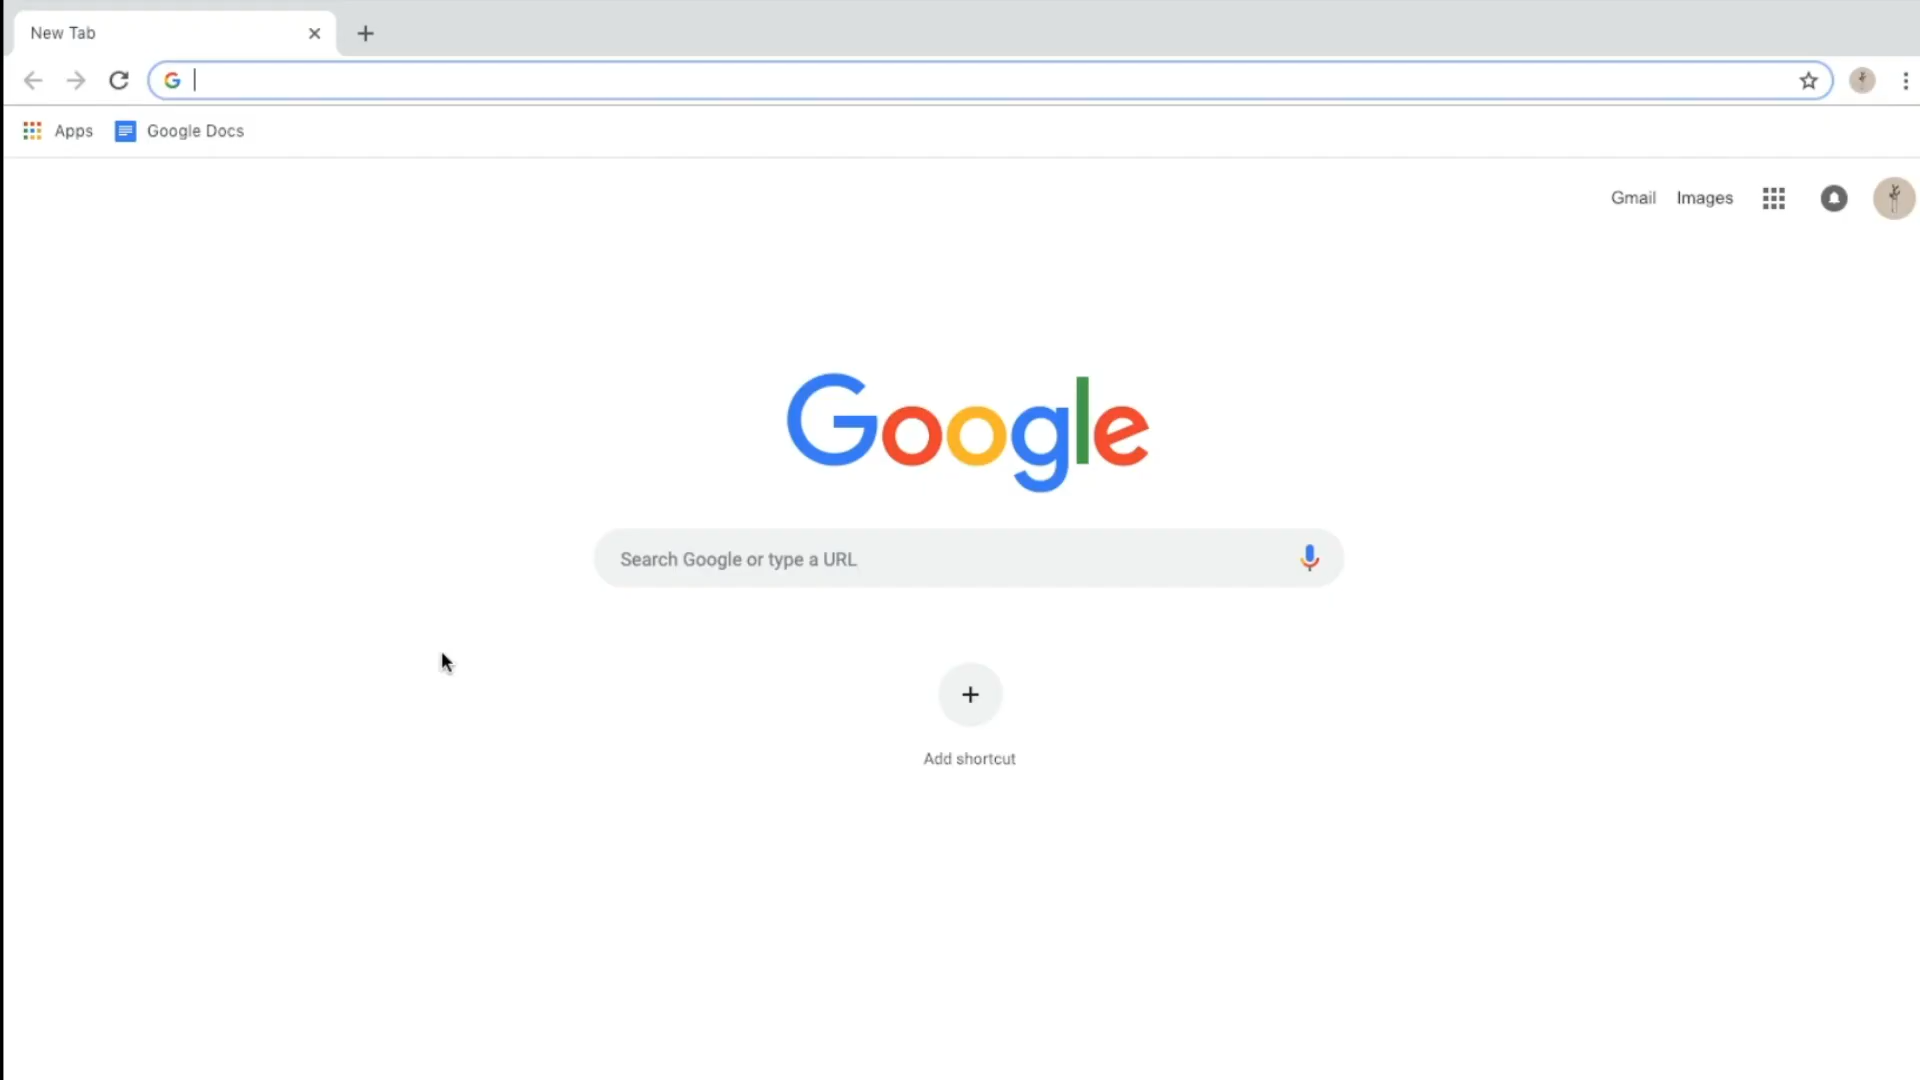 New Tab
Apps
Google Docs
Gmail
Images
Google
Search Google or type a URL
Add shortcut